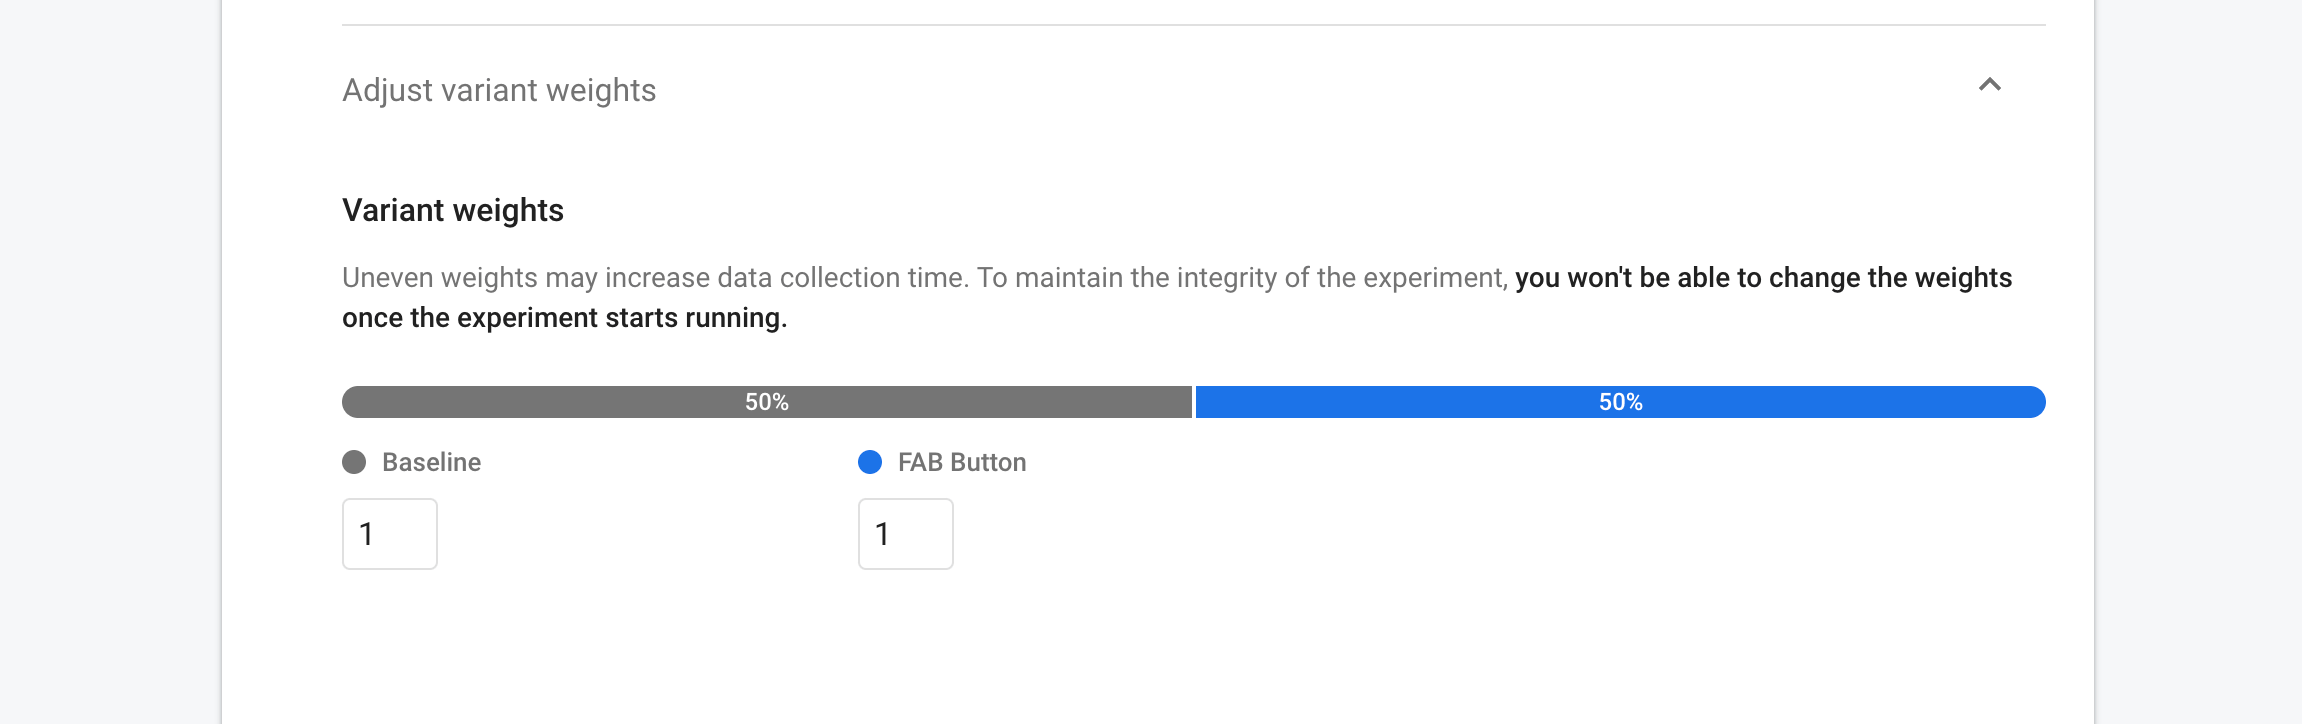 Adjust variant weights
Variant weights
Uneven weights may increase data collection time. To maintain the integrity of the experiment, you won't be able to change the weights
once the experiment starts running.
50% 50%
Baseline FAB Button
1 1